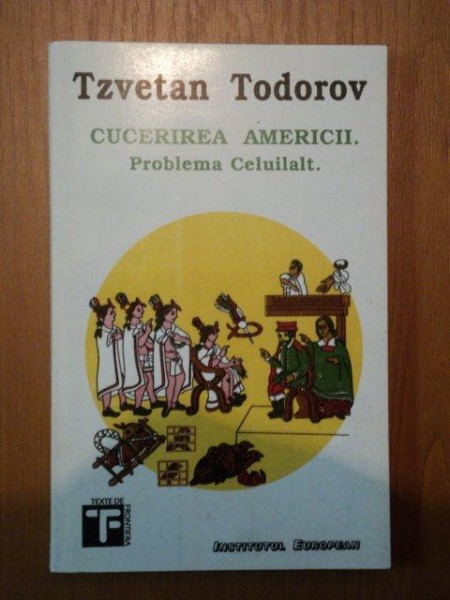 Tzvetan Todorov
CUCERIREA AMERICII.
Problema Celuilalt.
TEXTE DE
FRONTIERA
INSTITUTUL EUROPEAN